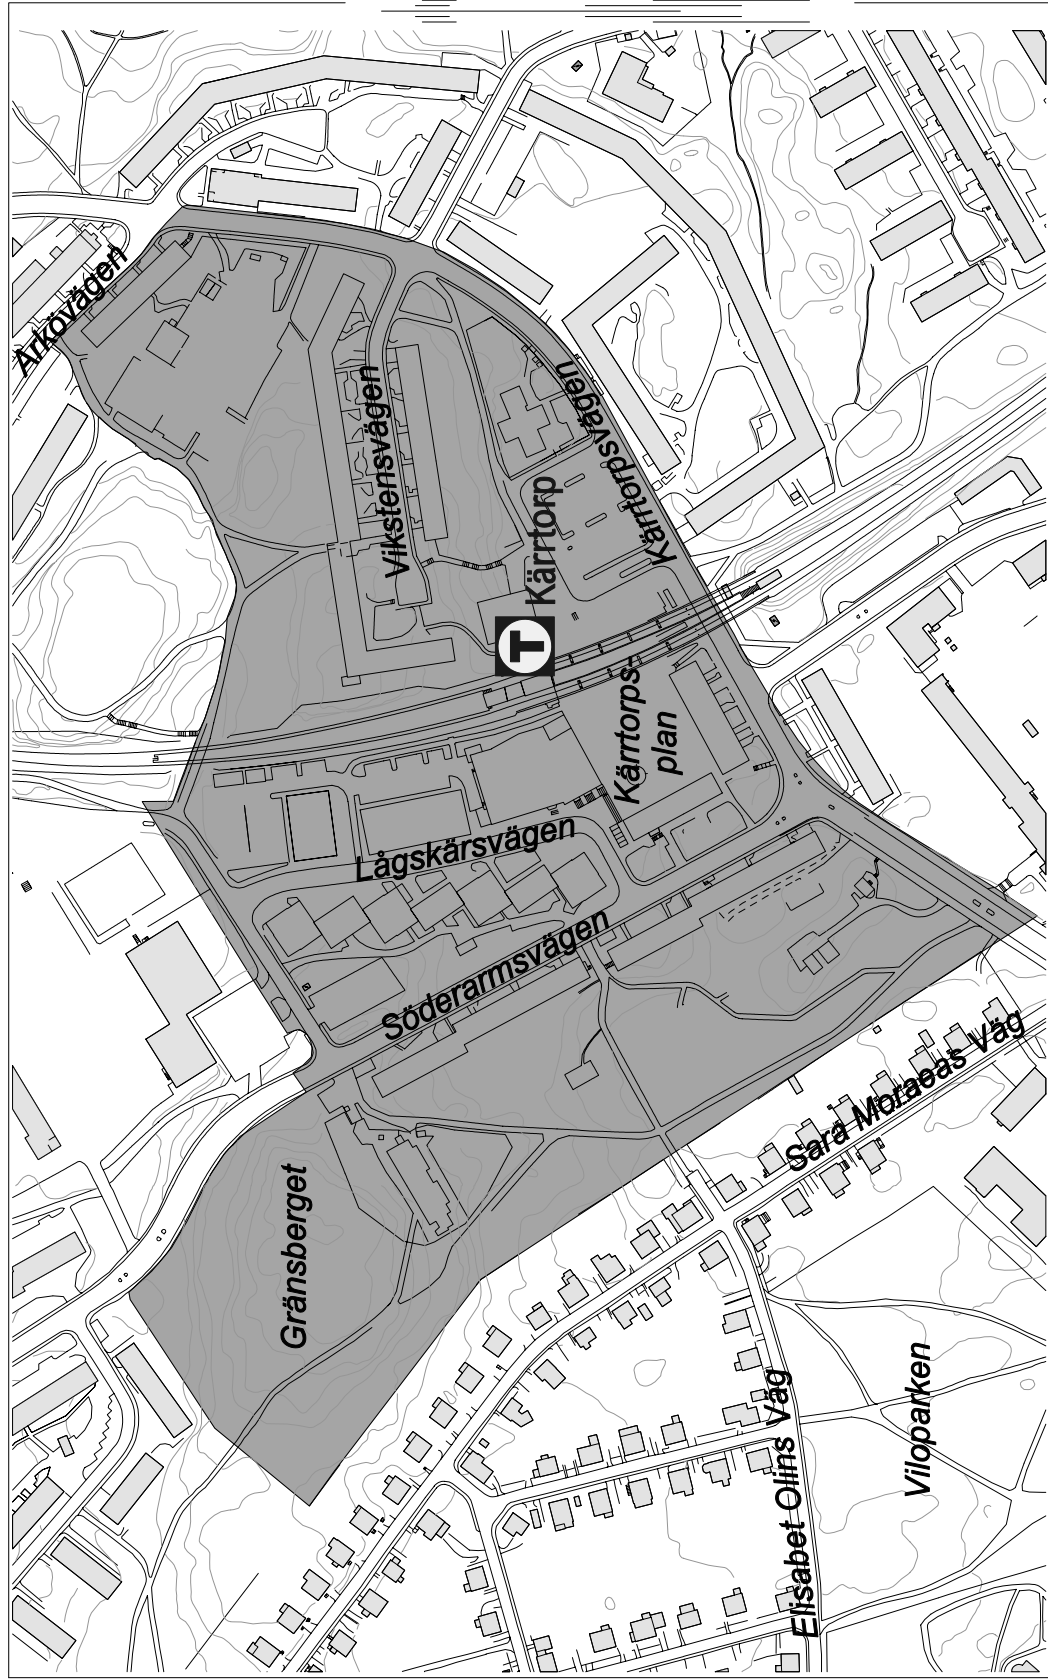 Arkövägen
Vikstensvägen
Kärrtorpsvägen
T Kärrtorp
Kärrtorps-
plan
Lågskärsvägen
Söderarmsvägen
Gränsberget
Sara Moraeas Väg
Elisabet Olins Väg
Viloparken